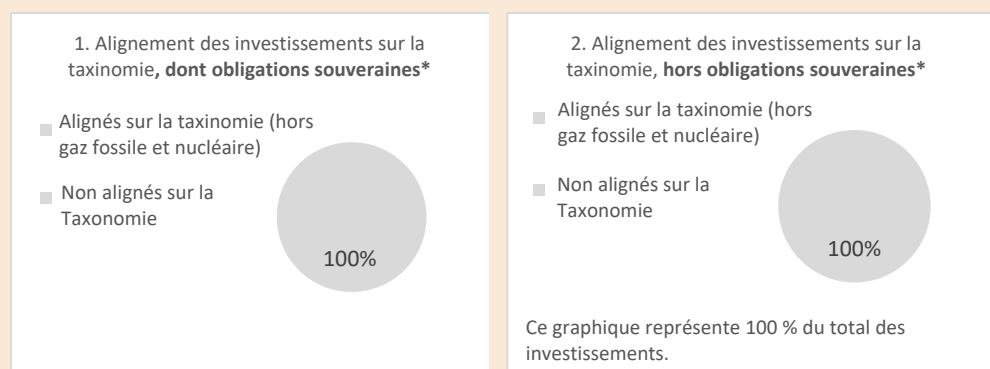 1. Alignement des investissements sur la
taxinomie, dont obligations souveraines*
Alignés sur la taxinomie (hors
gaz fossile et nucléaire)
Non alignés sur la
Taxonomie
100%
2. Alignement des investissements sur la
taxinomie, hors obligations souveraines*
Alignés sur la taxinomie (hors
gaz fossile et nucléaire)
Non alignés sur la
Taxonomie
100%
Ce graphique représente 100 % du total des
investissements.